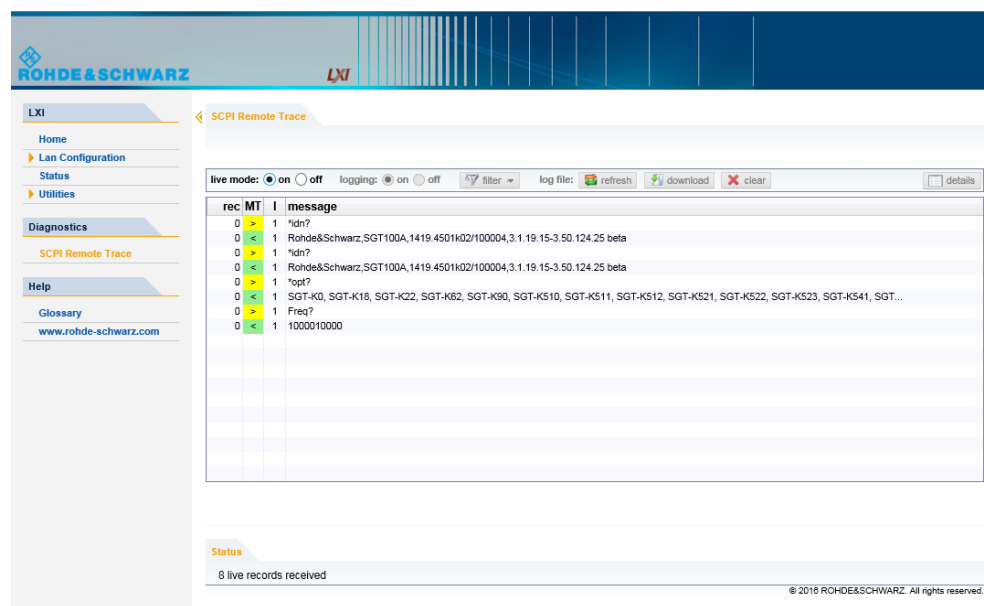 ROHDE&SCHWARZ
LXI
LXI
Home
Lan Configuration
Status
Utilities
Diagnostics
SCPI Remote Trace
Help
Glossary
www.rohde-schwarz.com
SCPI Remote Trace
live mode: on off logging: on off filter log file: refresh download clear details
rec MT I message
0 > 1 *idn?
0 < 1 Rohde&Schwarz,SGT100A,1419.4501k02/100004,3.1.19.15-3.50.124.25 beta
0 > 1 *idn?
0 < 1 Rohde&Schwarz,SGT100A,1419.4501k02/100004,3.1.19.15-3.50.124.25 beta
0 > 1 *opt?
0 < 1 SGT-K0, SGT-K18, SGT-K22, SGT-K62, SGT-K90, SGT-K510, SGT-K511, SGT-K512, SGT-K521, SGT-K522, SGT-K523, SGT-K541, SGT...
0 > 1 Freq?
0 < 1 1000010000
Status
8 live records received
© 2016 ROHDE&SCHWARZ. All rights reserved.